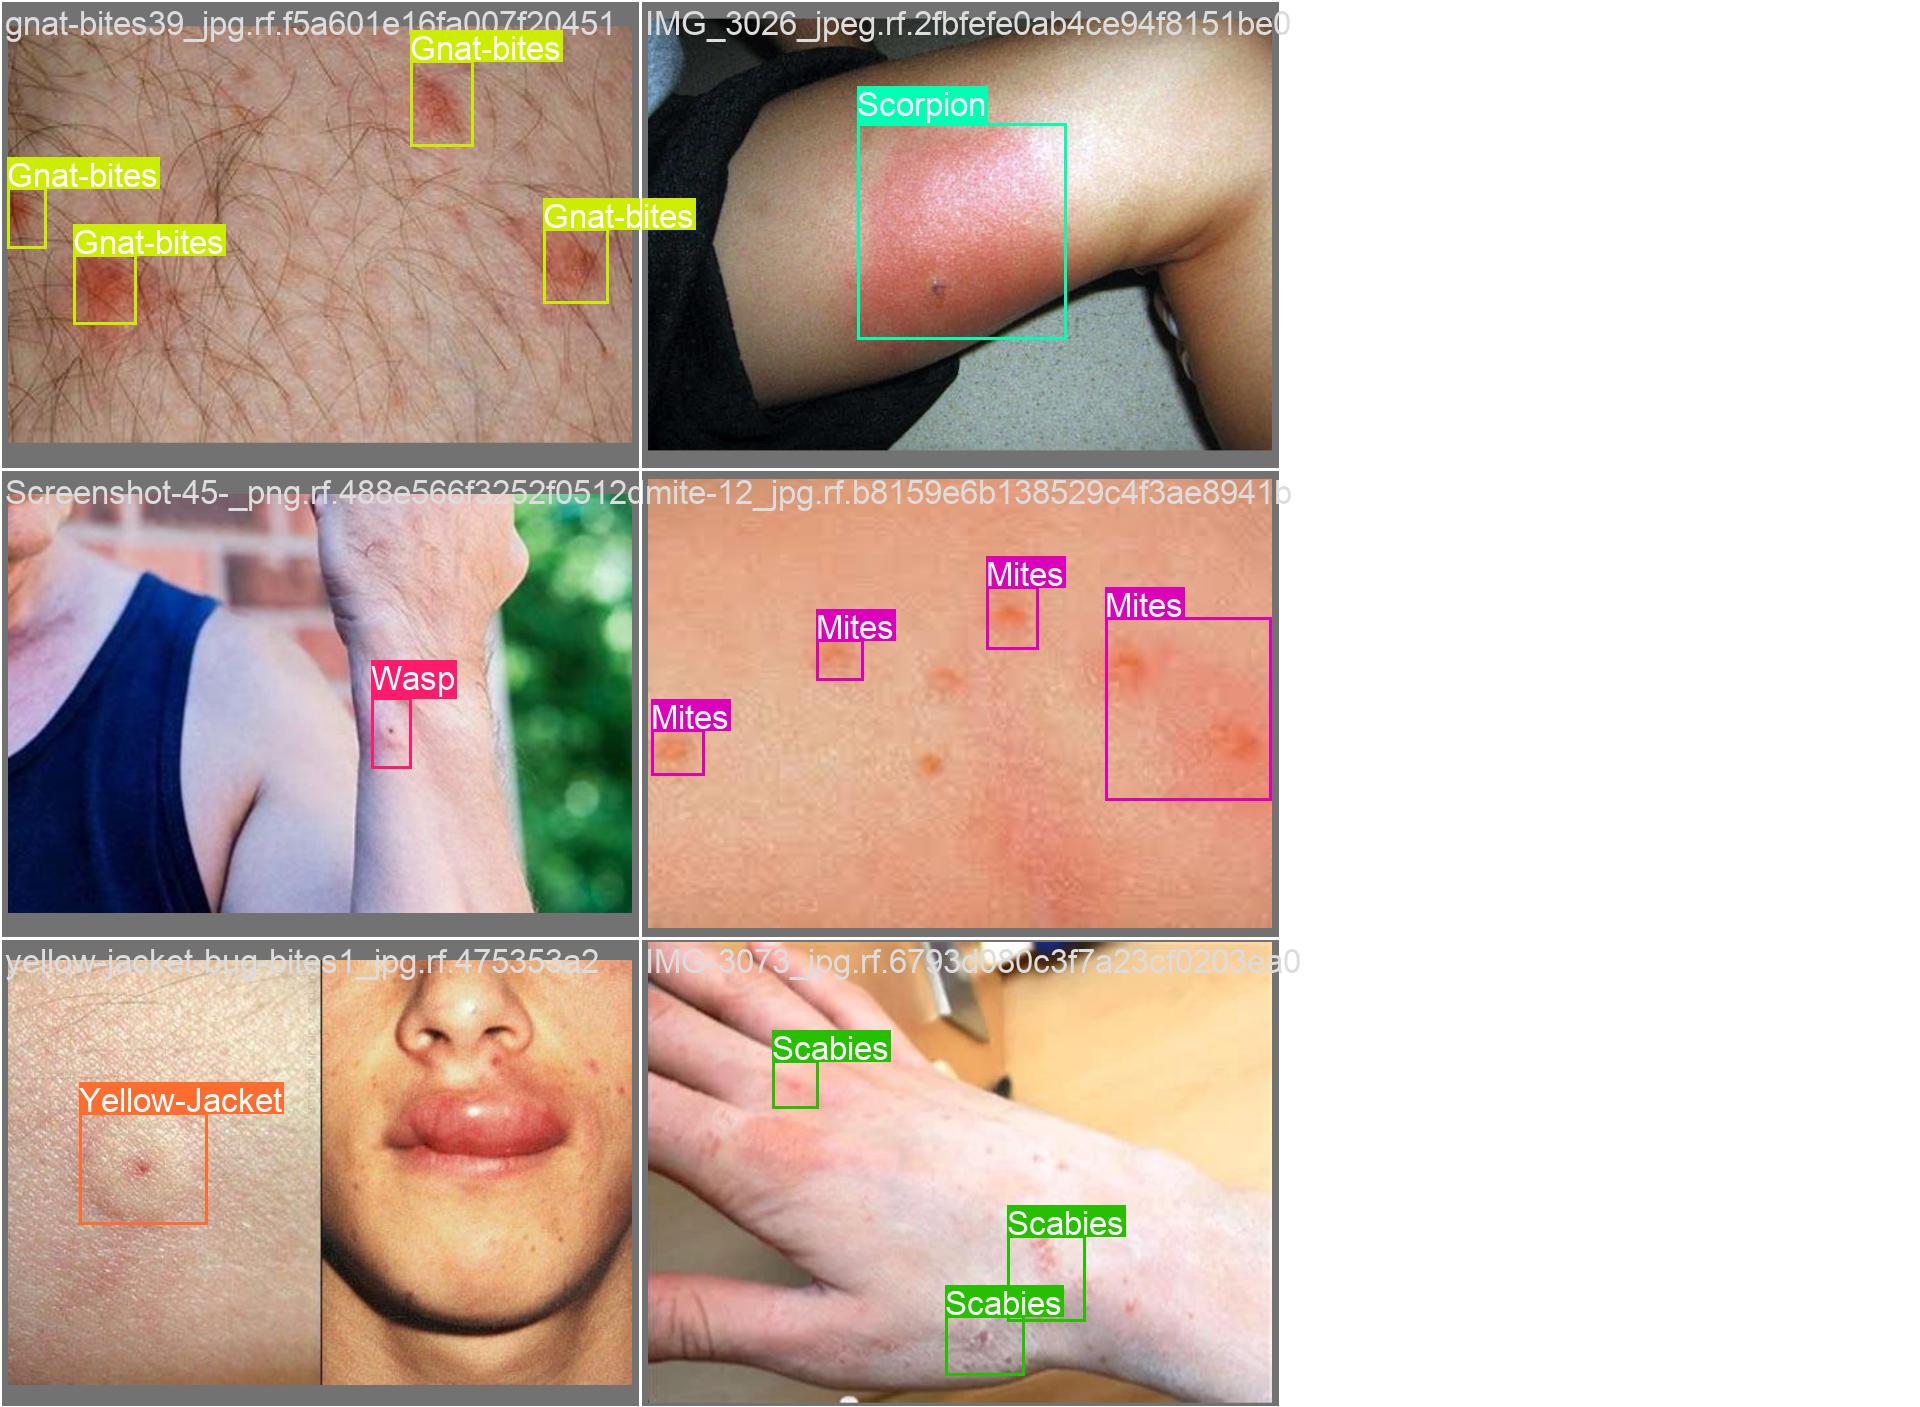 gnat-bites39_jpg.rf.f5a601e16fa007f20451
Gnat-bites
Gnat-bites
Gnat-bites
Gnat-bites
IMG_3026_jpeg.rf.2fbfefe0ab4ce94f8151be0
Scorpion
Screenshot-45-_png.rf.488e566f3252f0512d
Wasp
mite-12_jpg.rf.b8159e6b138529c4f3ae8941b
Mites
Mites
Mites
Mites
yellow-jacket-bug-bites1_jpg.rf.475353a2
Yellow-Jacket
IMG-3073_jpg.rf.6793d080c3f7a23cf0203ea0
Scabies
Scabies
Scabies